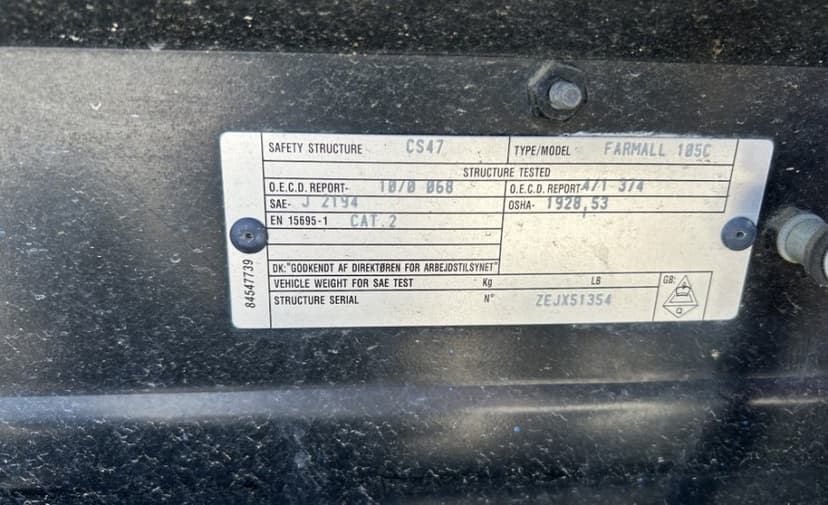 SAFETY STRUCTURE CS47 TYPE/MODEL FARMALL 105C
STRUCTURE TESTED
O.E.C.D. REPORT- 10/0 068 O.E.C.D. REPORT 4/1 374
SAE- J 2194 OSHA- 1928,53
EN 15695-1 CAT.2
DK:"GODKENDT AF DIREKTØREN FOR ARBEJDSTILSYNET"
VEHICLE WEIGHT FOR SAE TEST Kg LB GB:
STRUCTURE SERIAL N° ZEJX51354
Q
84547739